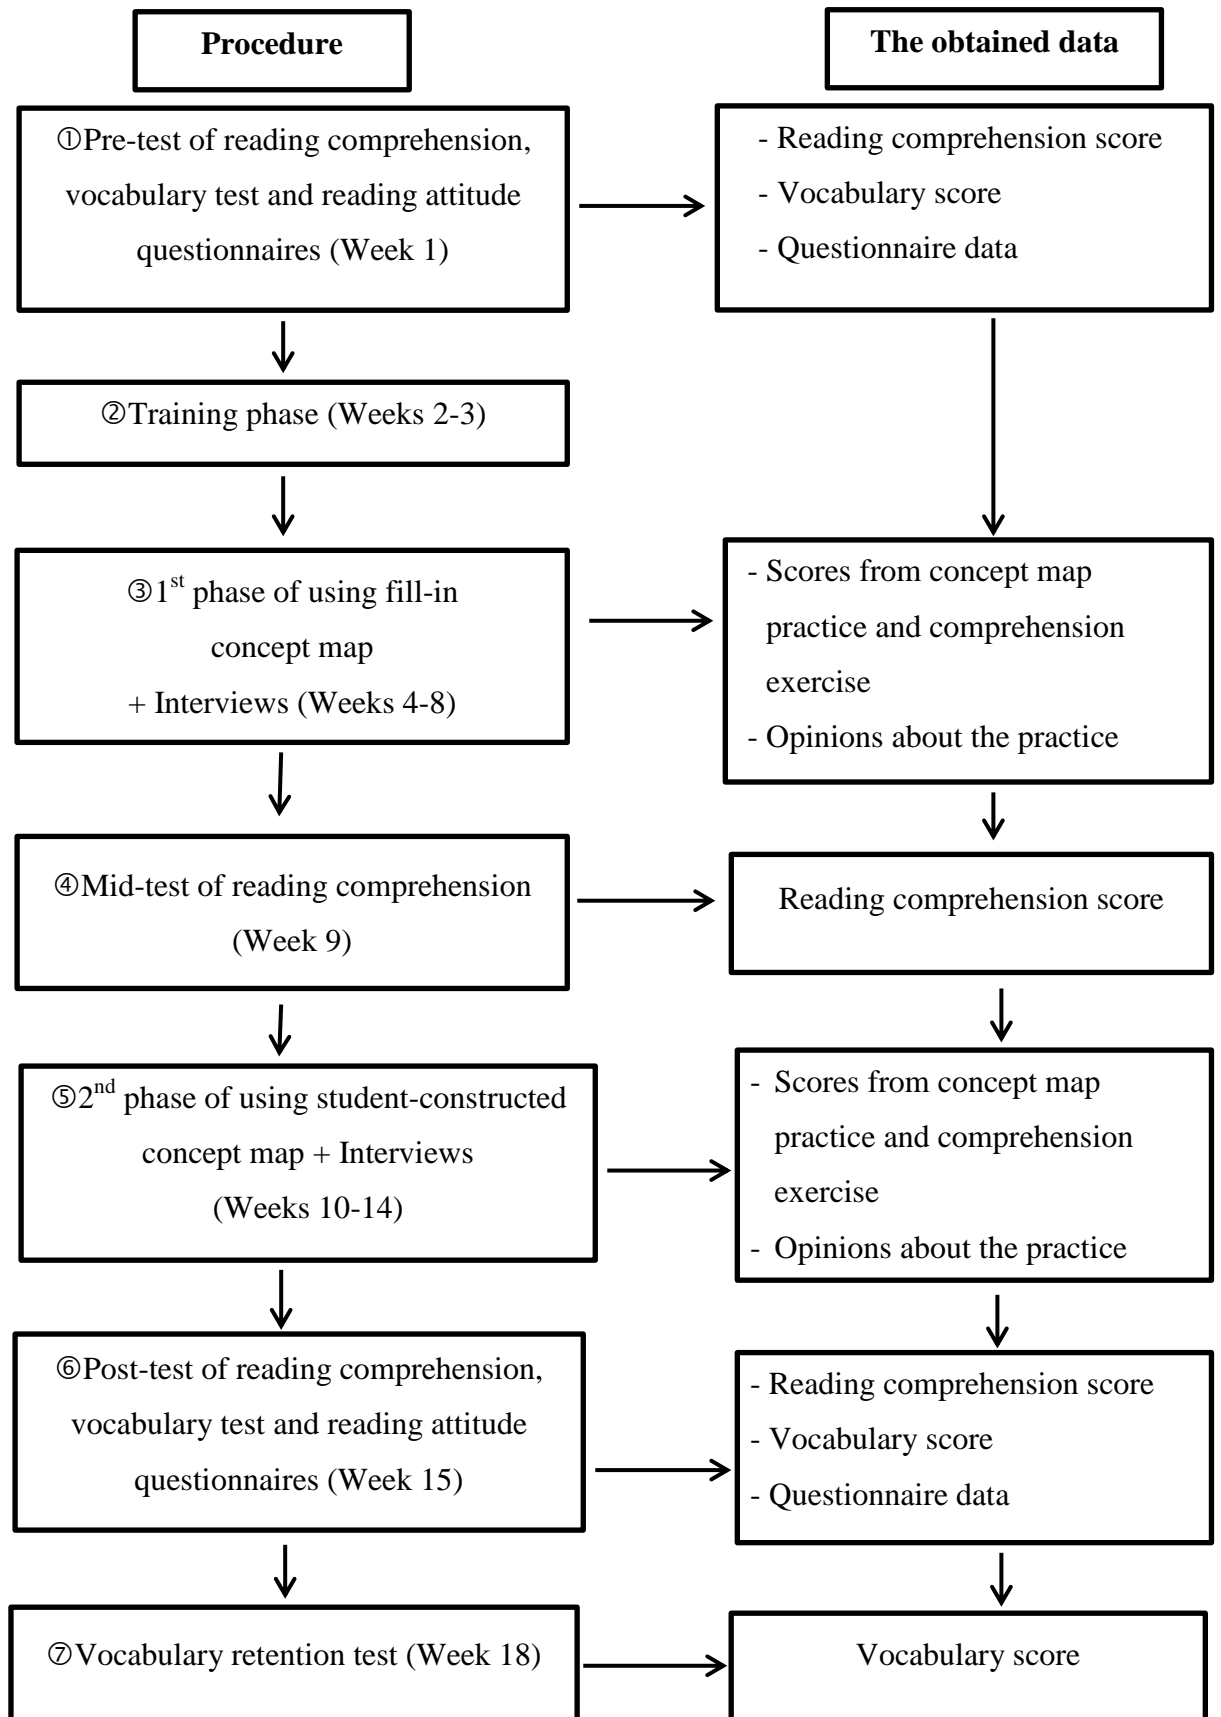 Procedure
The obtained data
①Pre-test of reading comprehension,
vocabulary test and reading attitude
questionnaires (Week 1)
- Reading comprehension score
- Vocabulary score
- Questionnaire data
②Training phase (Weeks 2-3)
③1st phase of using fill-in
concept map
+ Interviews (Weeks 4-8)
- Scores from concept map
practice and comprehension
exercise
- Opinions about the practice
④Mid-test of reading comprehension
(Week 9)
Reading comprehension score
⑤2nd phase of using student-constructed
concept map + Interviews
(Weeks 10-14)
- Scores from concept map
practice and comprehension
exercise
- Opinions about the practice
⑥Post-test of reading comprehension,
vocabulary test and reading attitude
questionnaires (Week 15)
- Reading comprehension score
- Vocabulary score
- Questionnaire data
⑦Vocabulary retention test (Week 18)
Vocabulary score